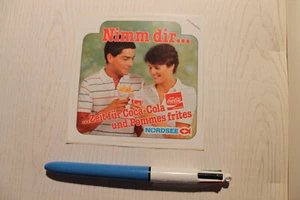 Nimm dir...
...Zeit für Coca-Cola
und Pommes frites
NORDSEE